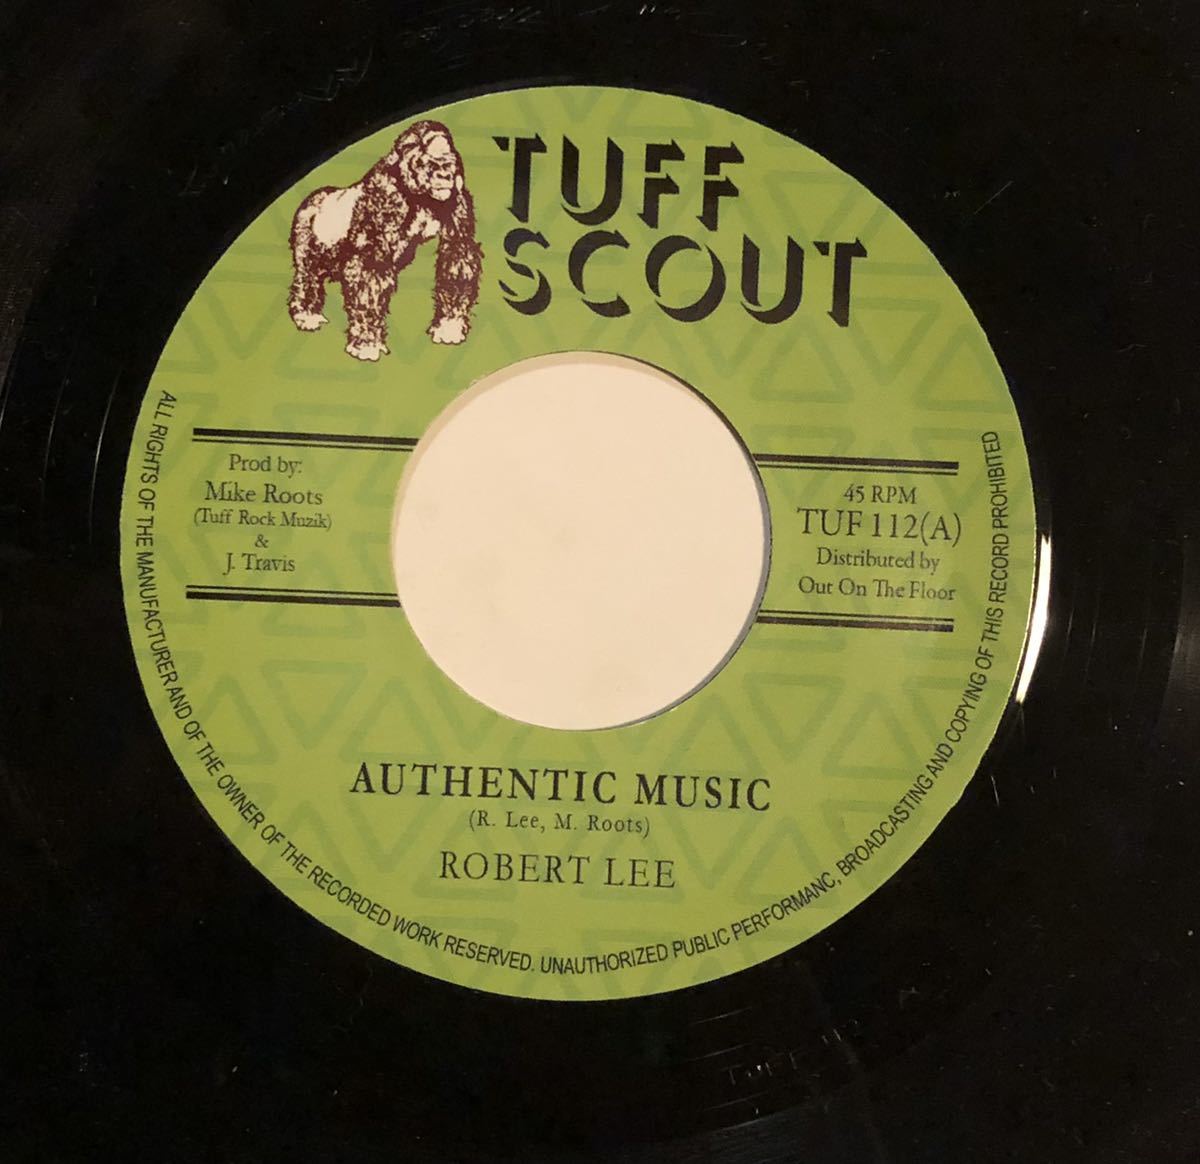 TUFF
SCOUT
Prod by:
Mike Roots
(Tuff Rock Muzik)
&
J. Travis
45 RPM
TUF 112(A)
Distributed by
Out On The Floor
AUTHENTIC MUSIC
(R. Lee, M. Roots)
ROBERT LEE
ALL RIGHTS OF THE MANUFACTURER AND OF THE OWNER OF THE RECORDED WORK RESERVED. UNAUTHORIZED PUBLIC PERFORMANC, BROADCASTING AND COPYING OF THIS RECORD PROHIBITED